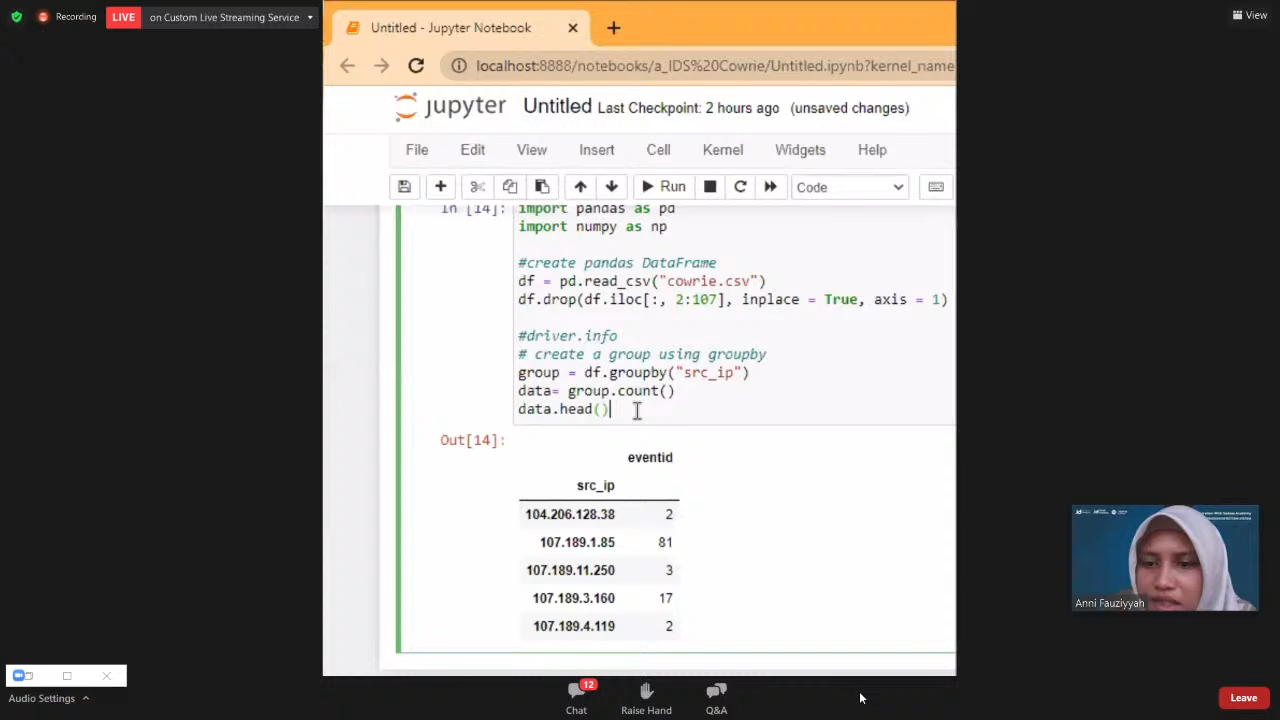 Recording
LIVE
on Custom Live Streaming Service
View
Untitled - Jupyter Notebook
localhost:8888/notebooks/a_IDS%20Cowrie/Untitled.ipynb?kernel_name
jupyter Untitled Last Checkpoint: 2 hours ago (unsaved changes)
File Edit View Insert Cell Kernel Widgets Help
Run Code
In [14]: import pandas as pd
import numpy as np
#create pandas DataFrame
df = pd.read_csv("cowrie.csv")
df.drop(df.iloc[:, 2:107], inplace = True, axis = 1)
#driver.info
# create a group using groupby
group = df.groupby("src_ip")
data= group.count()
data.head()
Out[14]:
eventid
src_ip
104.206.128.38 2
107.189.1.85 81
107.189.11.250 3
107.189.3.160 17
107.189.4.119 2
Anni Fauziyyah
Audio Settings
12
Chat
Raise Hand
Q&A
Leave